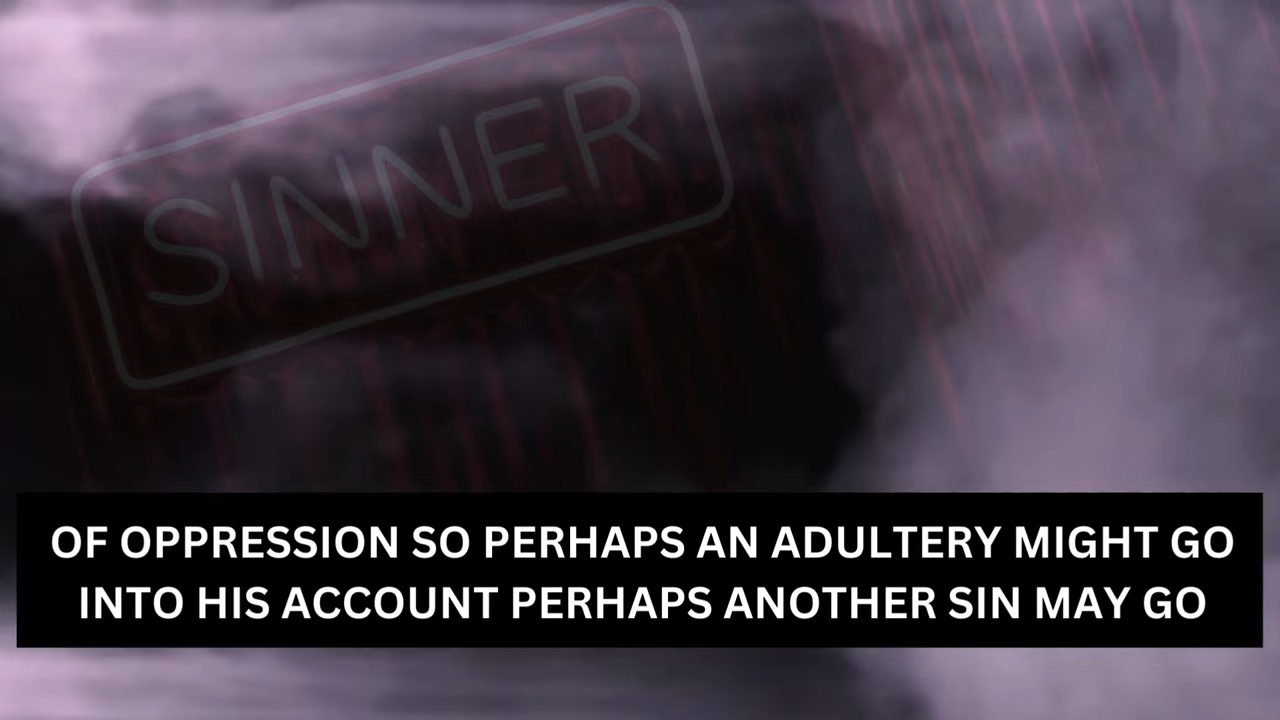 SINNER
OF OPPRESSION SO PERHAPS AN ADULTERY MIGHT GO
INTO HIS ACCOUNT PERHAPS ANOTHER SIN MAY GO